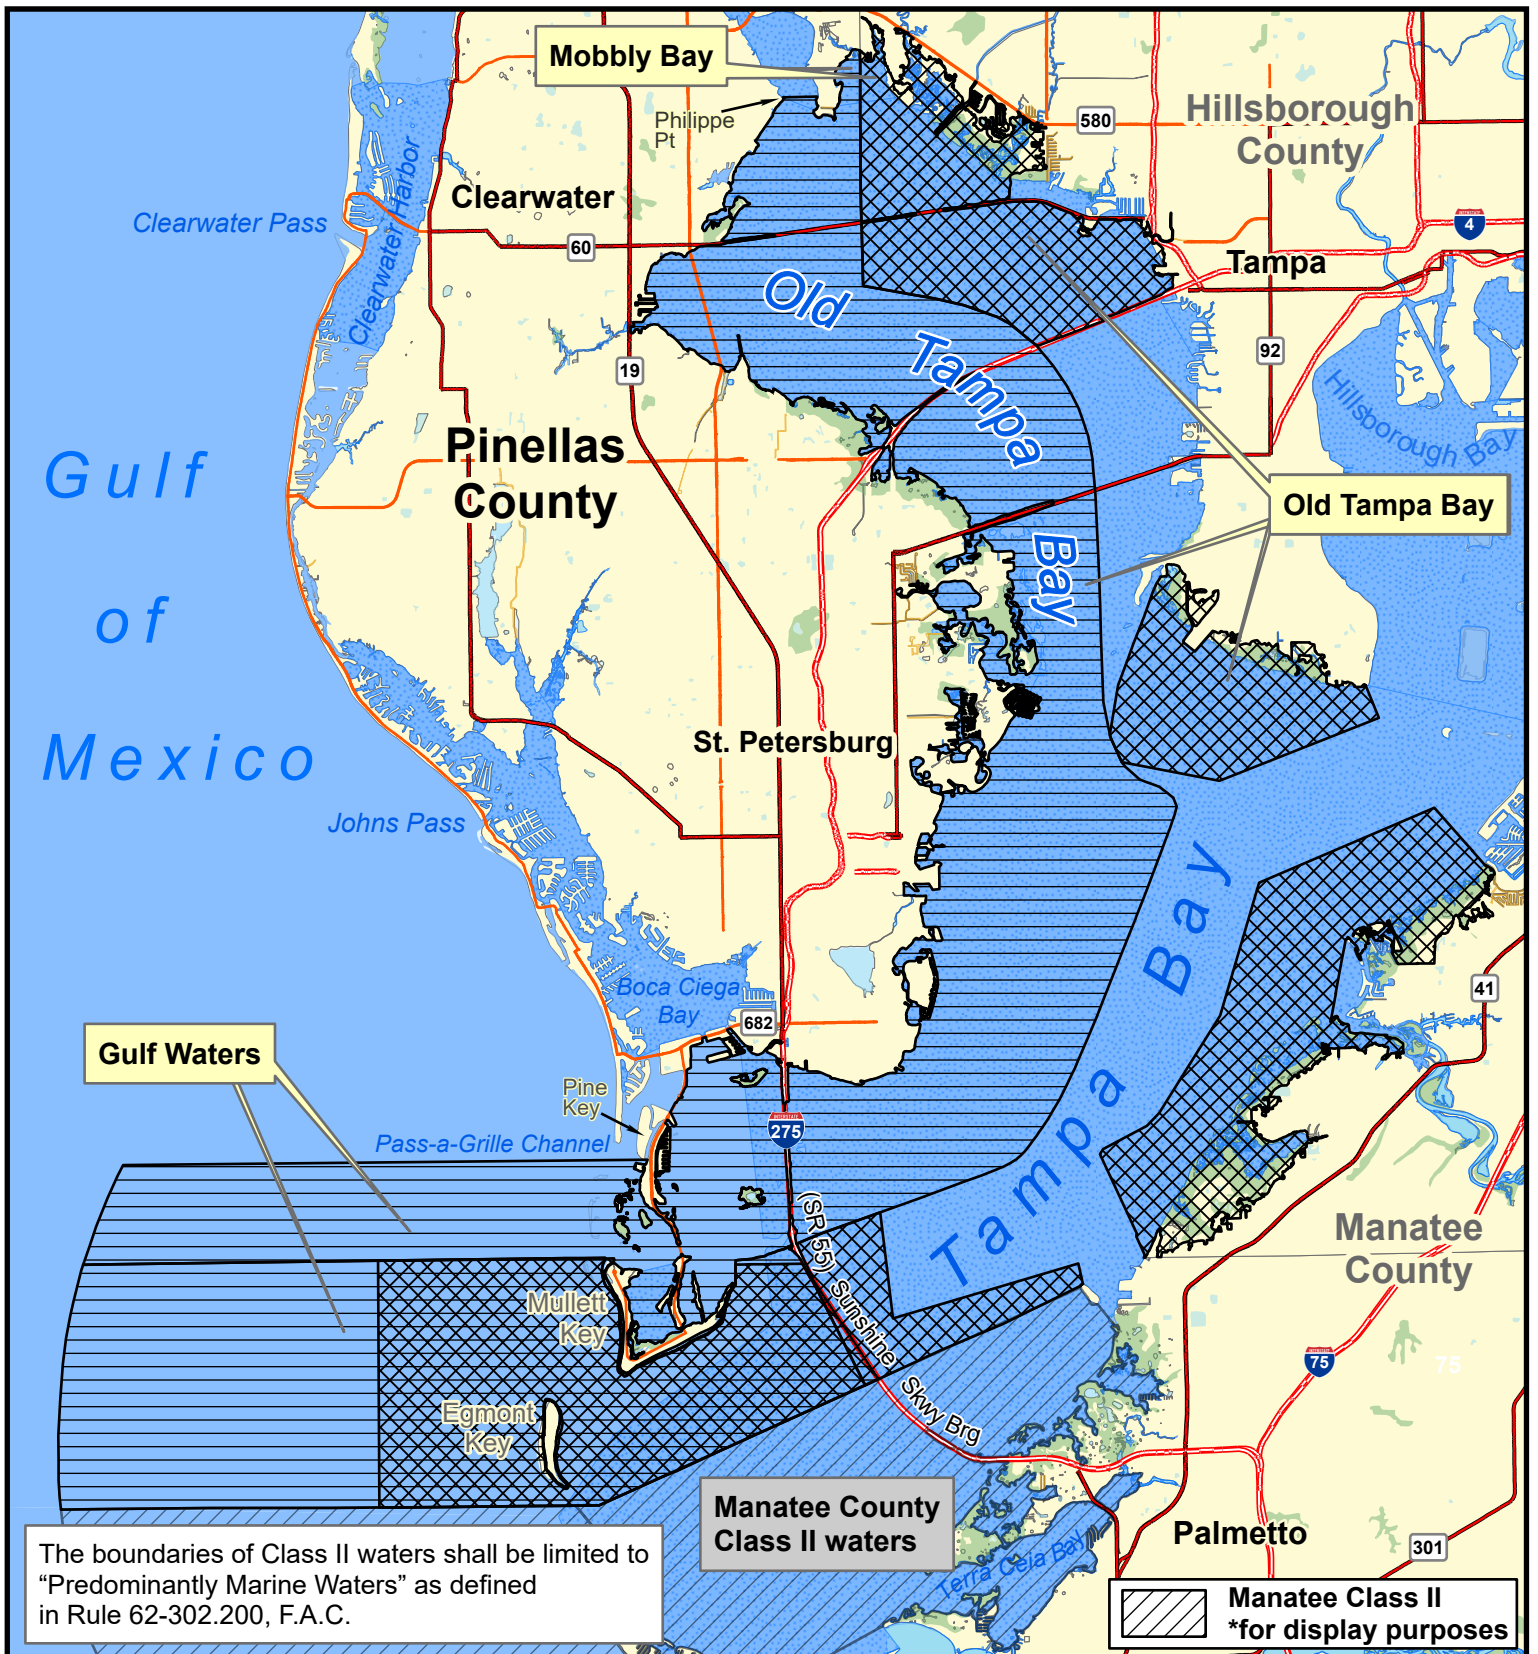 Mobbly Bay
Philippe
Pt
580
Hillsborough
County
Clearwater
Clearwater Pass
Clearwater Harbor
60
INTERSTATE
4
Tampa
Old
Tampa
Bay
92
19
Hillsborough Bay
Pinellas
County
Gulf
of
Mexico
Old Tampa Bay
St. Petersburg
Johns Pass
Tampa Bay
Boca Ciega
Bay
682
41
Gulf Waters
Pine
Key
INTERSTATE
275
Pass-a-Grille Channel
(SR 55) Sunshine Skwy Brg
Manatee
County
Mullett
Key
INTERSTATE
75
75
Egmont
Key
Manatee County
Class II waters
Palmetto
301
Terra Ceia Bay
The boundaries of Class II waters shall be limited to
“Predominantly Marine Waters” as defined
in Rule 62-302.200, F.A.C.
Manatee Class II
*for display purposes